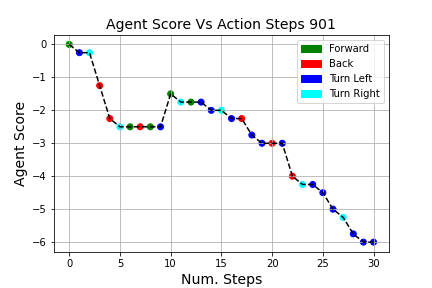 Agent Score Vs Action Steps 901
Forward
Back
Turn Left
Turn Right
Agent Score
0
−1
−2
−3
−4
−5
−6
0 5 10 15 20 25 30
Num. Steps